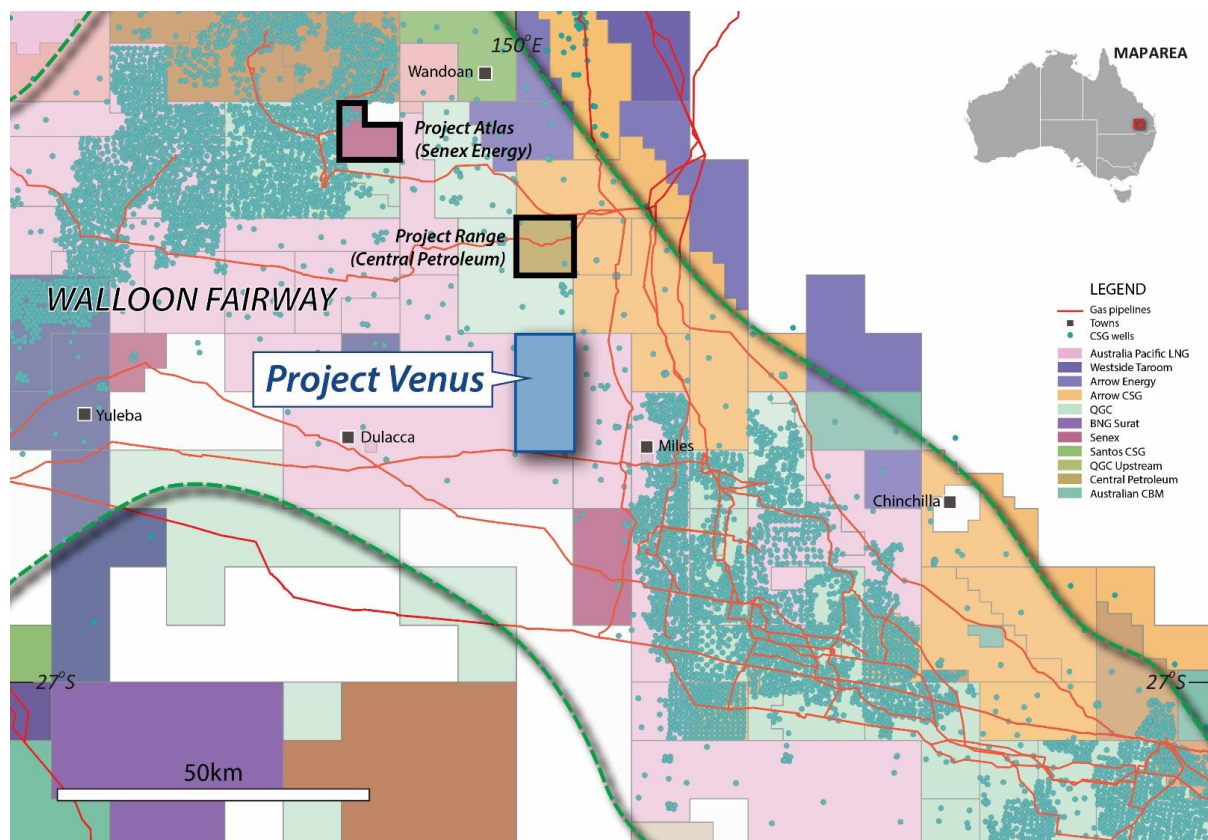 150°E
MAPAREA
Wandoan
Project Atlas
(Senex Energy)
Project Range
(Central Petroleum)
WALLOON FAIRWAY
Project Venus
Yuleba
Dulacca
Miles
Chinchilla
LEGEND
Gas pipelines
Towns
CSG wells
Australia Pacific LNG
Westside Taroom
Arrow Energy
Arrow CSG
QGC
BNG Surat
Senex
Santos CSG
QGC Upstream
Central Petroleum
Australian CBM
27°S
27°S
50km